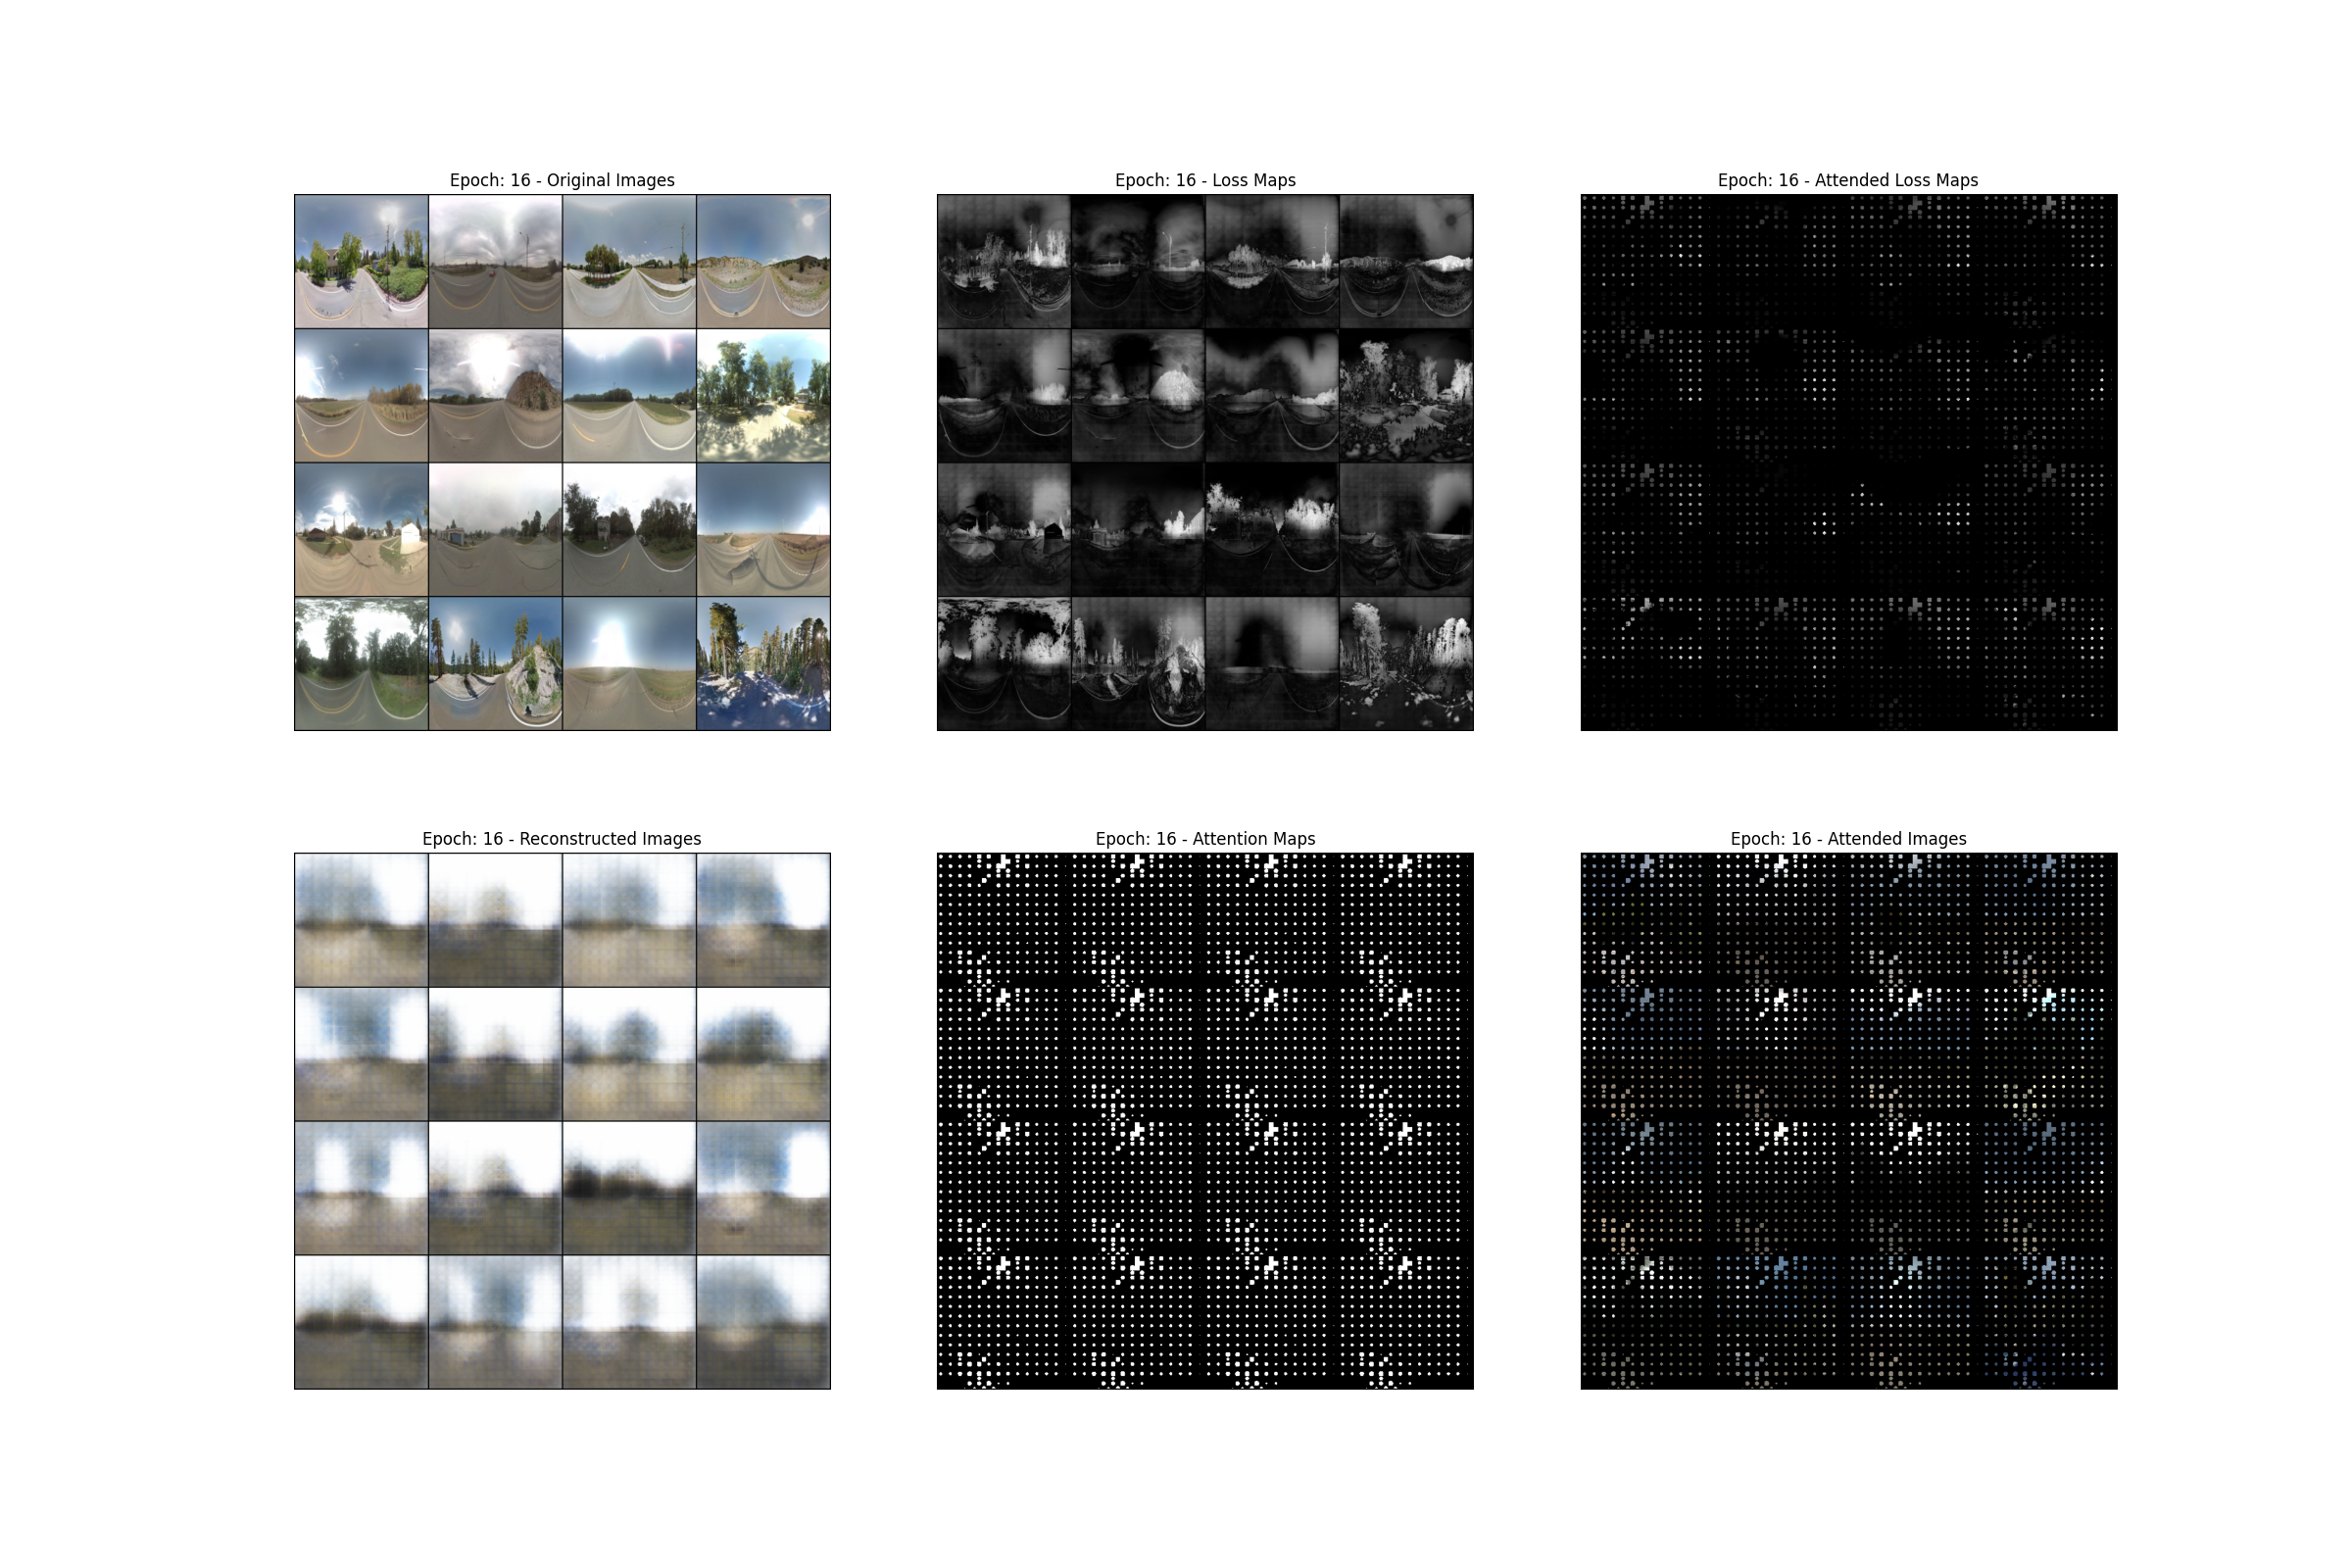 Epoch: 16 - Original Images
Epoch: 16 - Loss Maps
Epoch: 16 - Attended Loss Maps
Epoch: 16 - Reconstructed Images
Epoch: 16 - Attention Maps
Epoch: 16 - Attended Images